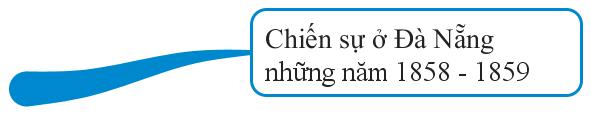 Chiến sự ở Đà Nẵng
những năm 1858 - 1859